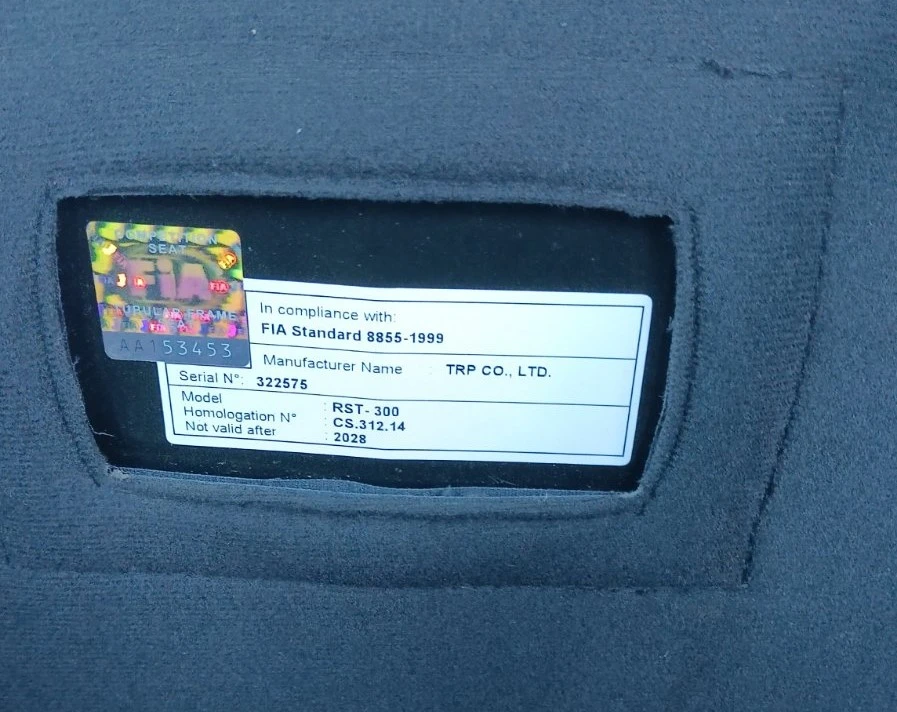 COMPETITION
SEAT
FIA
TUBULAR FRAME
AA153453
In compliance with:
FIA Standard 8855-1999
Manufacturer Name : TRP CO., LTD.
Serial N°: 322575
Model : RST-300
Homologation N° : CS.312.14
Not valid after : 2028